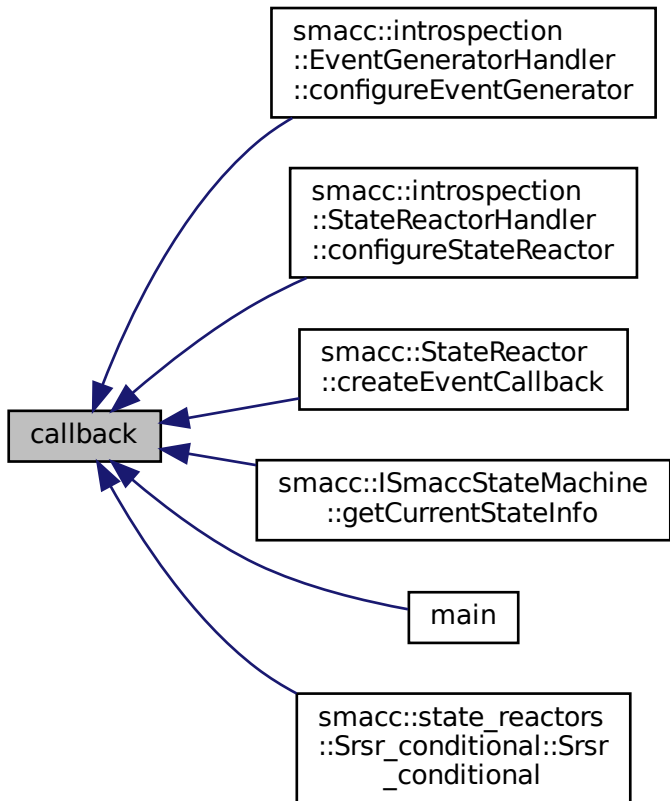 smacc::introspection
::EventGeneratorHandler
::configureEventGenerator
smacc::introspection
::StateReactorHandler
::configureStateReactor
smacc::StateReactor
::createEventCallback
callback
smacc::ISmaccStateMachine
::getCurrentStateInfo
main
smacc::state_reactors
::Srsr_conditional::Srsr
_conditional